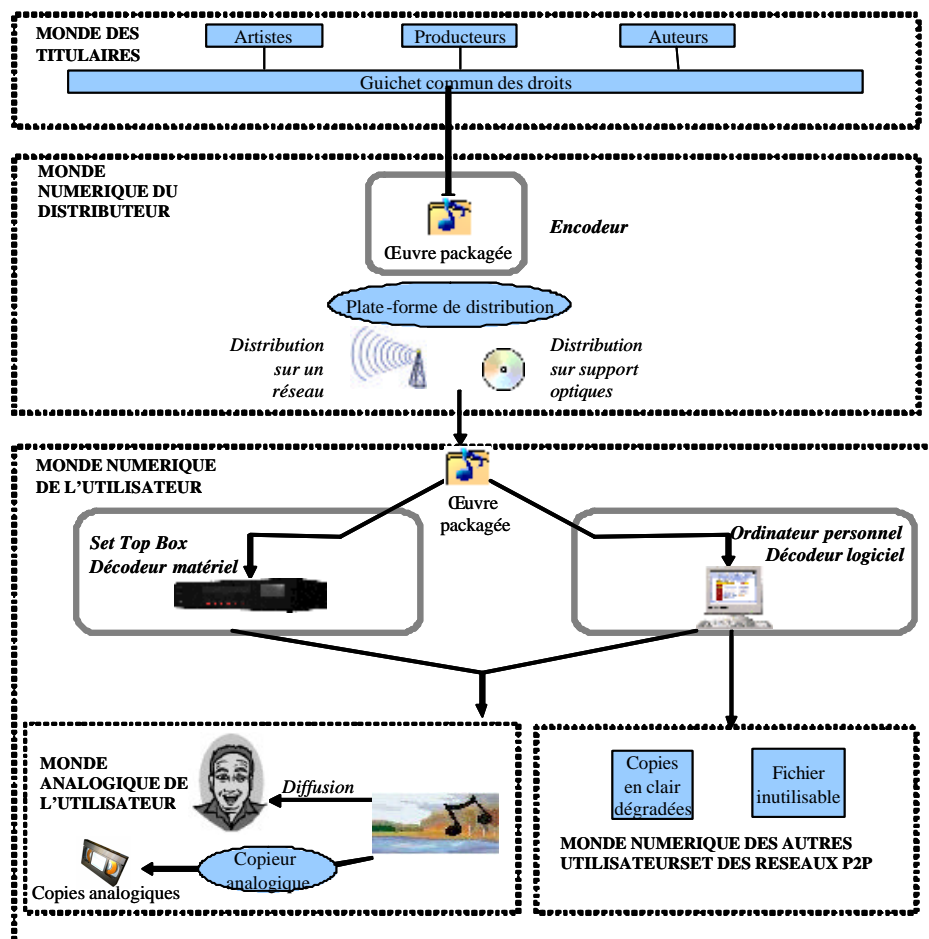 MONDE DES
TITULAIRES
Artistes
Producteurs
Auteurs
Guichet commun des droits
MONDE
NUMERIQUE DU
DISTRIBUTEUR
Encodeur
Œuvre packagée
Plate-forme de distribution
Distribution
sur un
réseau
Distribution
sur support
optiques
MONDE NUMERIQUE
DE L’UTILISATEUR
Œuvre
packagée
Set Top Box
Décodeur matériel
Ordinateur personnel
Décodeur logiciel
MONDE
ANALOGIQUE DE
L’UTILISATEUR
Diffusion
Copieur
analogique
Copies analogiques
Copies
en clair
dégradées
Fichier
inutilisable
MONDE NUMERIQUE DES AUTRES
UTILISATEURSET DES RESEAUX P2P